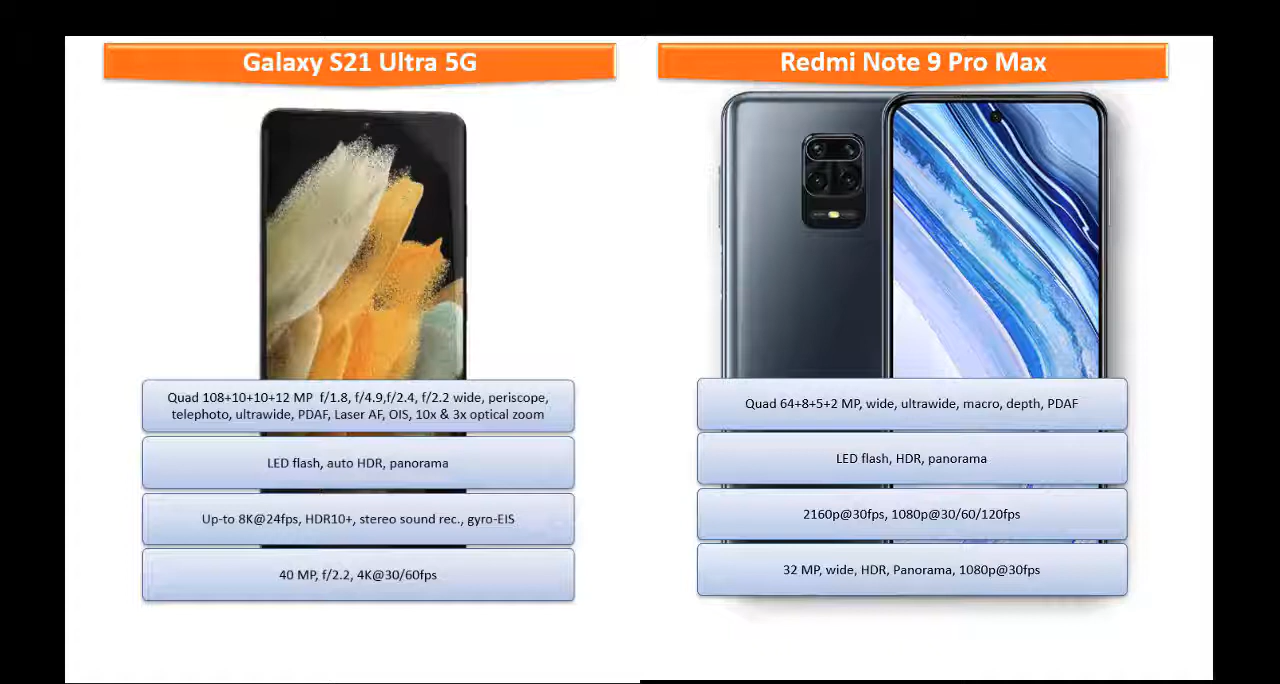 Galaxy S21 Ultra 5G
Quad 108+10+10+12 MP f/1.8, f/4.9,f/2.4, f/2.2 wide, periscope,
telephoto, ultrawide, PDAF, Laser AF, OIS, 10x & 3x optical zoom
LED flash, auto HDR, panorama
Up-to 8K@24fps, HDR10+, stereo sound rec., gyro-EIS
40 MP, f/2.2, 4K@30/60fps
Redmi Note 9 Pro Max
Quad 64+8+5+2 MP, wide, ultrawide, macro, depth, PDAF
LED flash, HDR, panorama
2160p@30fps, 1080p@30/60/120fps
32 MP, wide, HDR, Panorama, 1080p@30fps